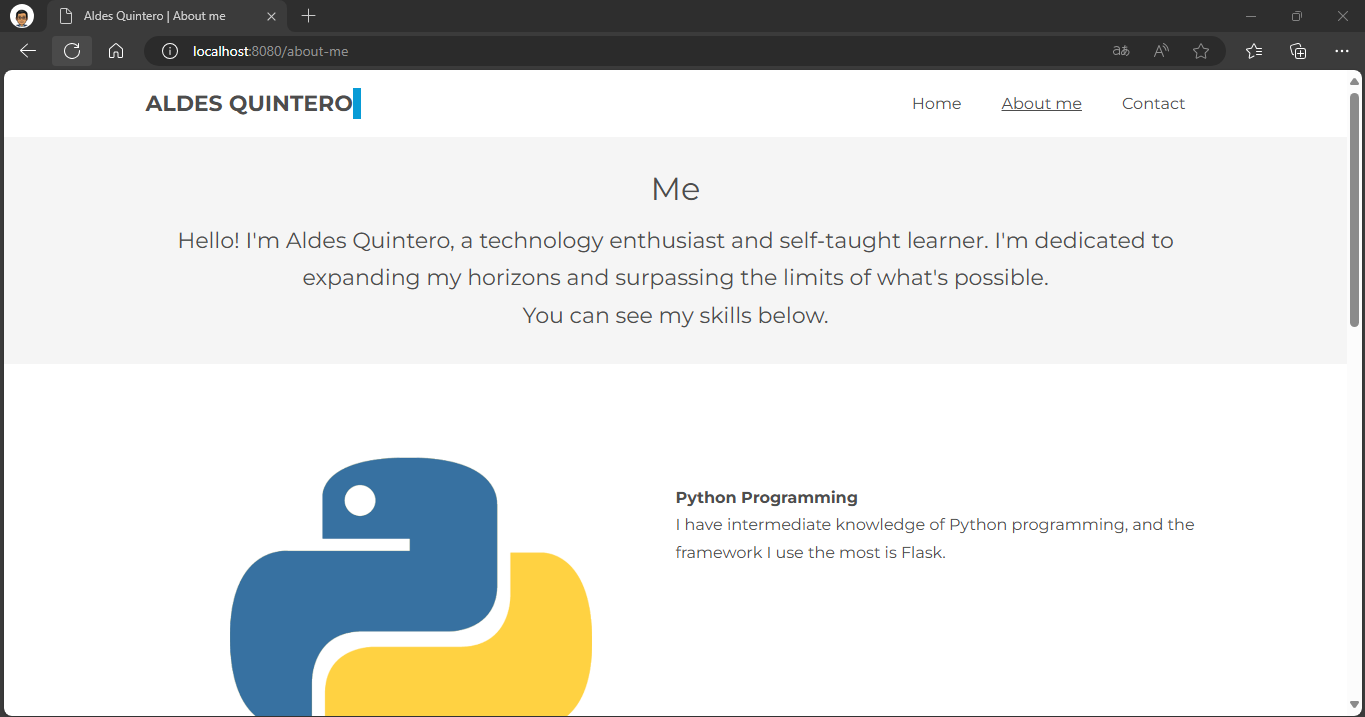 Aldes Quintero | About me
localhost:8080/about-me
aあ
A
ALDES QUINTERO
Home
About me
Contact
Me
Hello! I'm Aldes Quintero, a technology enthusiast and self-taught learner. I'm dedicated to
expanding my horizons and surpassing the limits of what's possible.
You can see my skills below.
Python Programming
I have intermediate knowledge of Python programming, and the
framework I use the most is Flask.